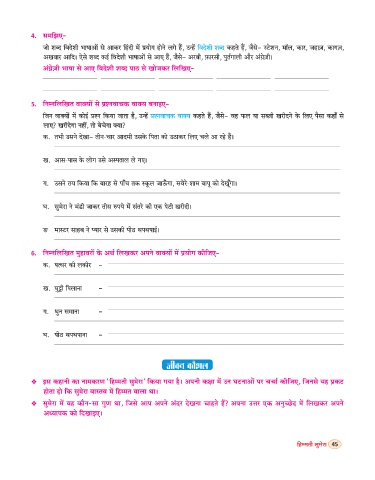 4. समझिए–
जो शब्द विदेशी भाषाओं से आकर हिंदी में प्रयोग होने लगे हैं, उन्हें विदेशी शब्द कहते हैं, जैसे– स्टेशन, मॉल, कार, जहाज़, कागज़,
अखबार आदि। ऐसे शब्द कई विदेशी भाषाओं से आए हैं, जैसे– अरबी, फ़ारसी, पुर्तगाली और अंग्रेज़ी।
अंग्रेज़ी भाषा से आए विदेशी शब्द पाठ से खोजकर लिखिए–
5. निम्नलिखित वाक्यों से प्रश्नवाचक वाक्य बनाइए–
जिन वाक्यों में कोई प्रश्न किया जाता है, उन्हें प्रश्नवाचक वाक्य कहते हैं, जैसे– वह फल या सब्ज़ी खरीदने के लिए पैसा कहाँ से
लाए? खरीदेगा नहीं, तो बेचेगा क्या?
क. तभी उसने देखा– तीन-चार आदमी उसके पिता को उठाकर लिए चले आ रहे हैं।
ख. आस-पास के लोग उसे अस्पताल ले गए।
ग. उसने तय किया कि बारह से पाँच तक स्कूल जाऊँगा, सवेरे शाम बापू को देखूँगा।
घ. सुमेरा ने मंडी जाकर तीस रुपये में संतरे की एक पेटी खरीदी।
ङ मास्टर साहब ने प्यार से उसकी पीठ थपथपाई।
6. निम्नलिखित मुहावरों के अर्थ लिखकर अपने वाक्यों में प्रयोग कीजिए–
क. पत्थर की लकीर –
ख. घुट्टी पिलाना –
ग. धुन समाना –
घ. पीठ थपथपाना –
जीवन कौशल
❖ इस कहानी का नामकरण 'हिम्मती सुमेरा' किया गया है। अपनी कक्षा में उन घटनाओं पर चर्चा कीजिए, जिनसे यह प्रकट
होता हो कि सुमेरा वास्तव में हिम्मत वाला था।
❖ सुमेरा में वह कौन-सा गुण था, जिसे आप अपने अंदर देखना चाहते हैं? अपना उत्तर एक अनुच्छेद में लिखकर अपने
अध्यापक को दिखाइए।
हिम्मती सुमेरा 45